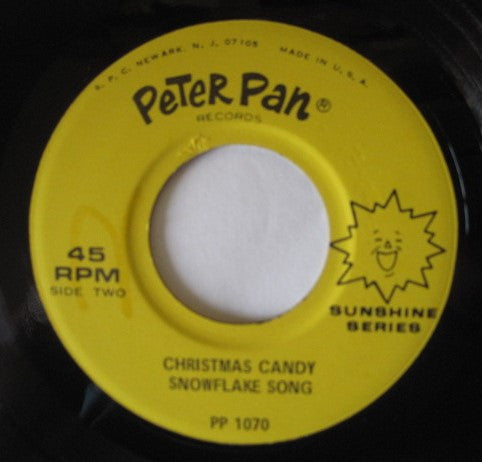 P. P. C. NEWARK, N. J. 07105 MADE IN U.S.A.
PETER PAN®
RECORDS
45
RPM
SIDE TWO
SUNSHINE
SERIES
CHRISTMAS CANDY
SNOWFLAKE SONG
PP 1070